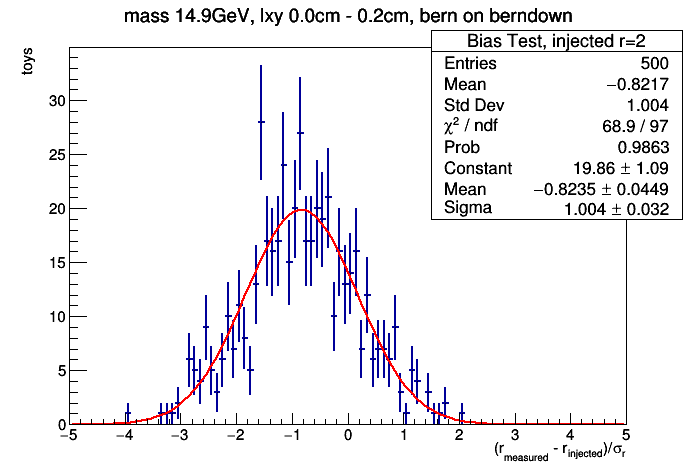 mass 14.9GeV, lxy 0.0cm - 0.2cm, bern on berndown
Bias Test, injected r=2
Entries 500
Mean −0.8217
Std Dev 1.004
χ² / ndf 68.9 / 97
Prob 0.9863
Constant 19.86 ± 1.09
Mean −0.8235 ± 0.0449
Sigma 1.004 ± 0.032
toys
30
25
20
15
10
5
0
−5 −4 −3 −2 −1 0 1 2 3 4 5
(r_measured - r_injected)/σ_r